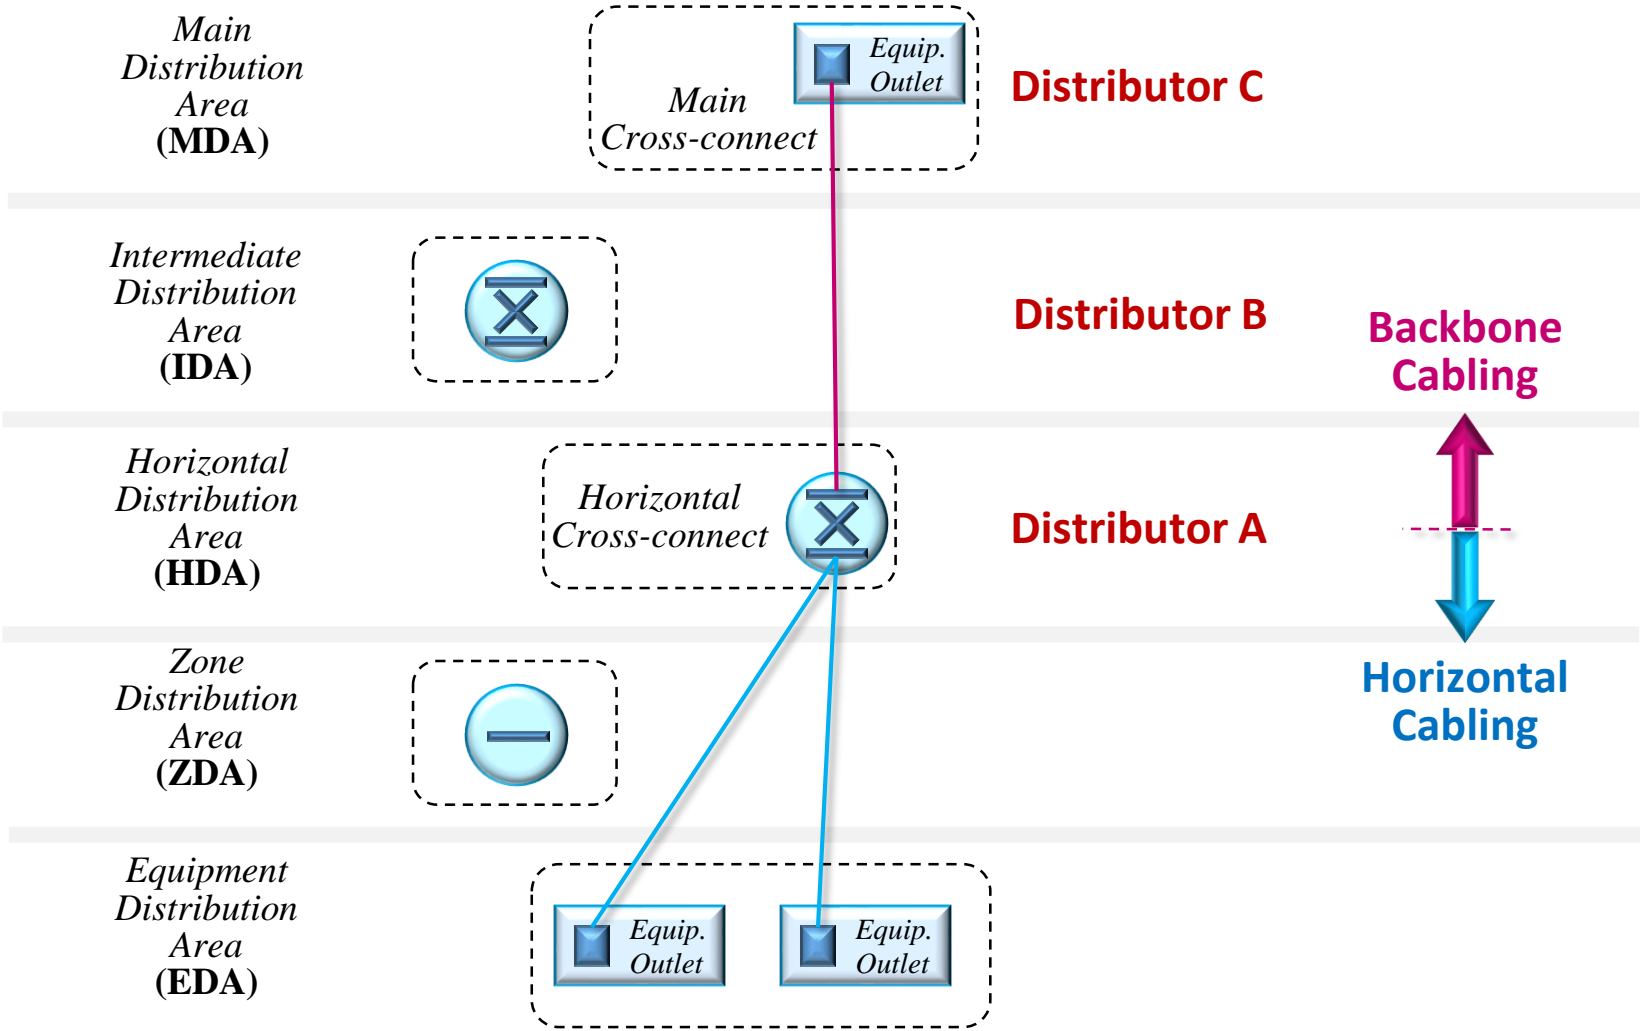 Main
Distribution
Area
(MDA)
Equip.
Outlet
Main
Cross-connect
Distributor C
Intermediate
Distribution
Area
(IDA)
Distributor B
Backbone
Cabling
Horizontal
Distribution
Area
(HDA)
Horizontal
Cross-connect
Distributor A
Zone
Distribution
Area
(ZDA)
Horizontal
Cabling
Equipment
Distribution
Area
(EDA)
Equip.
Outlet
Equip.
Outlet